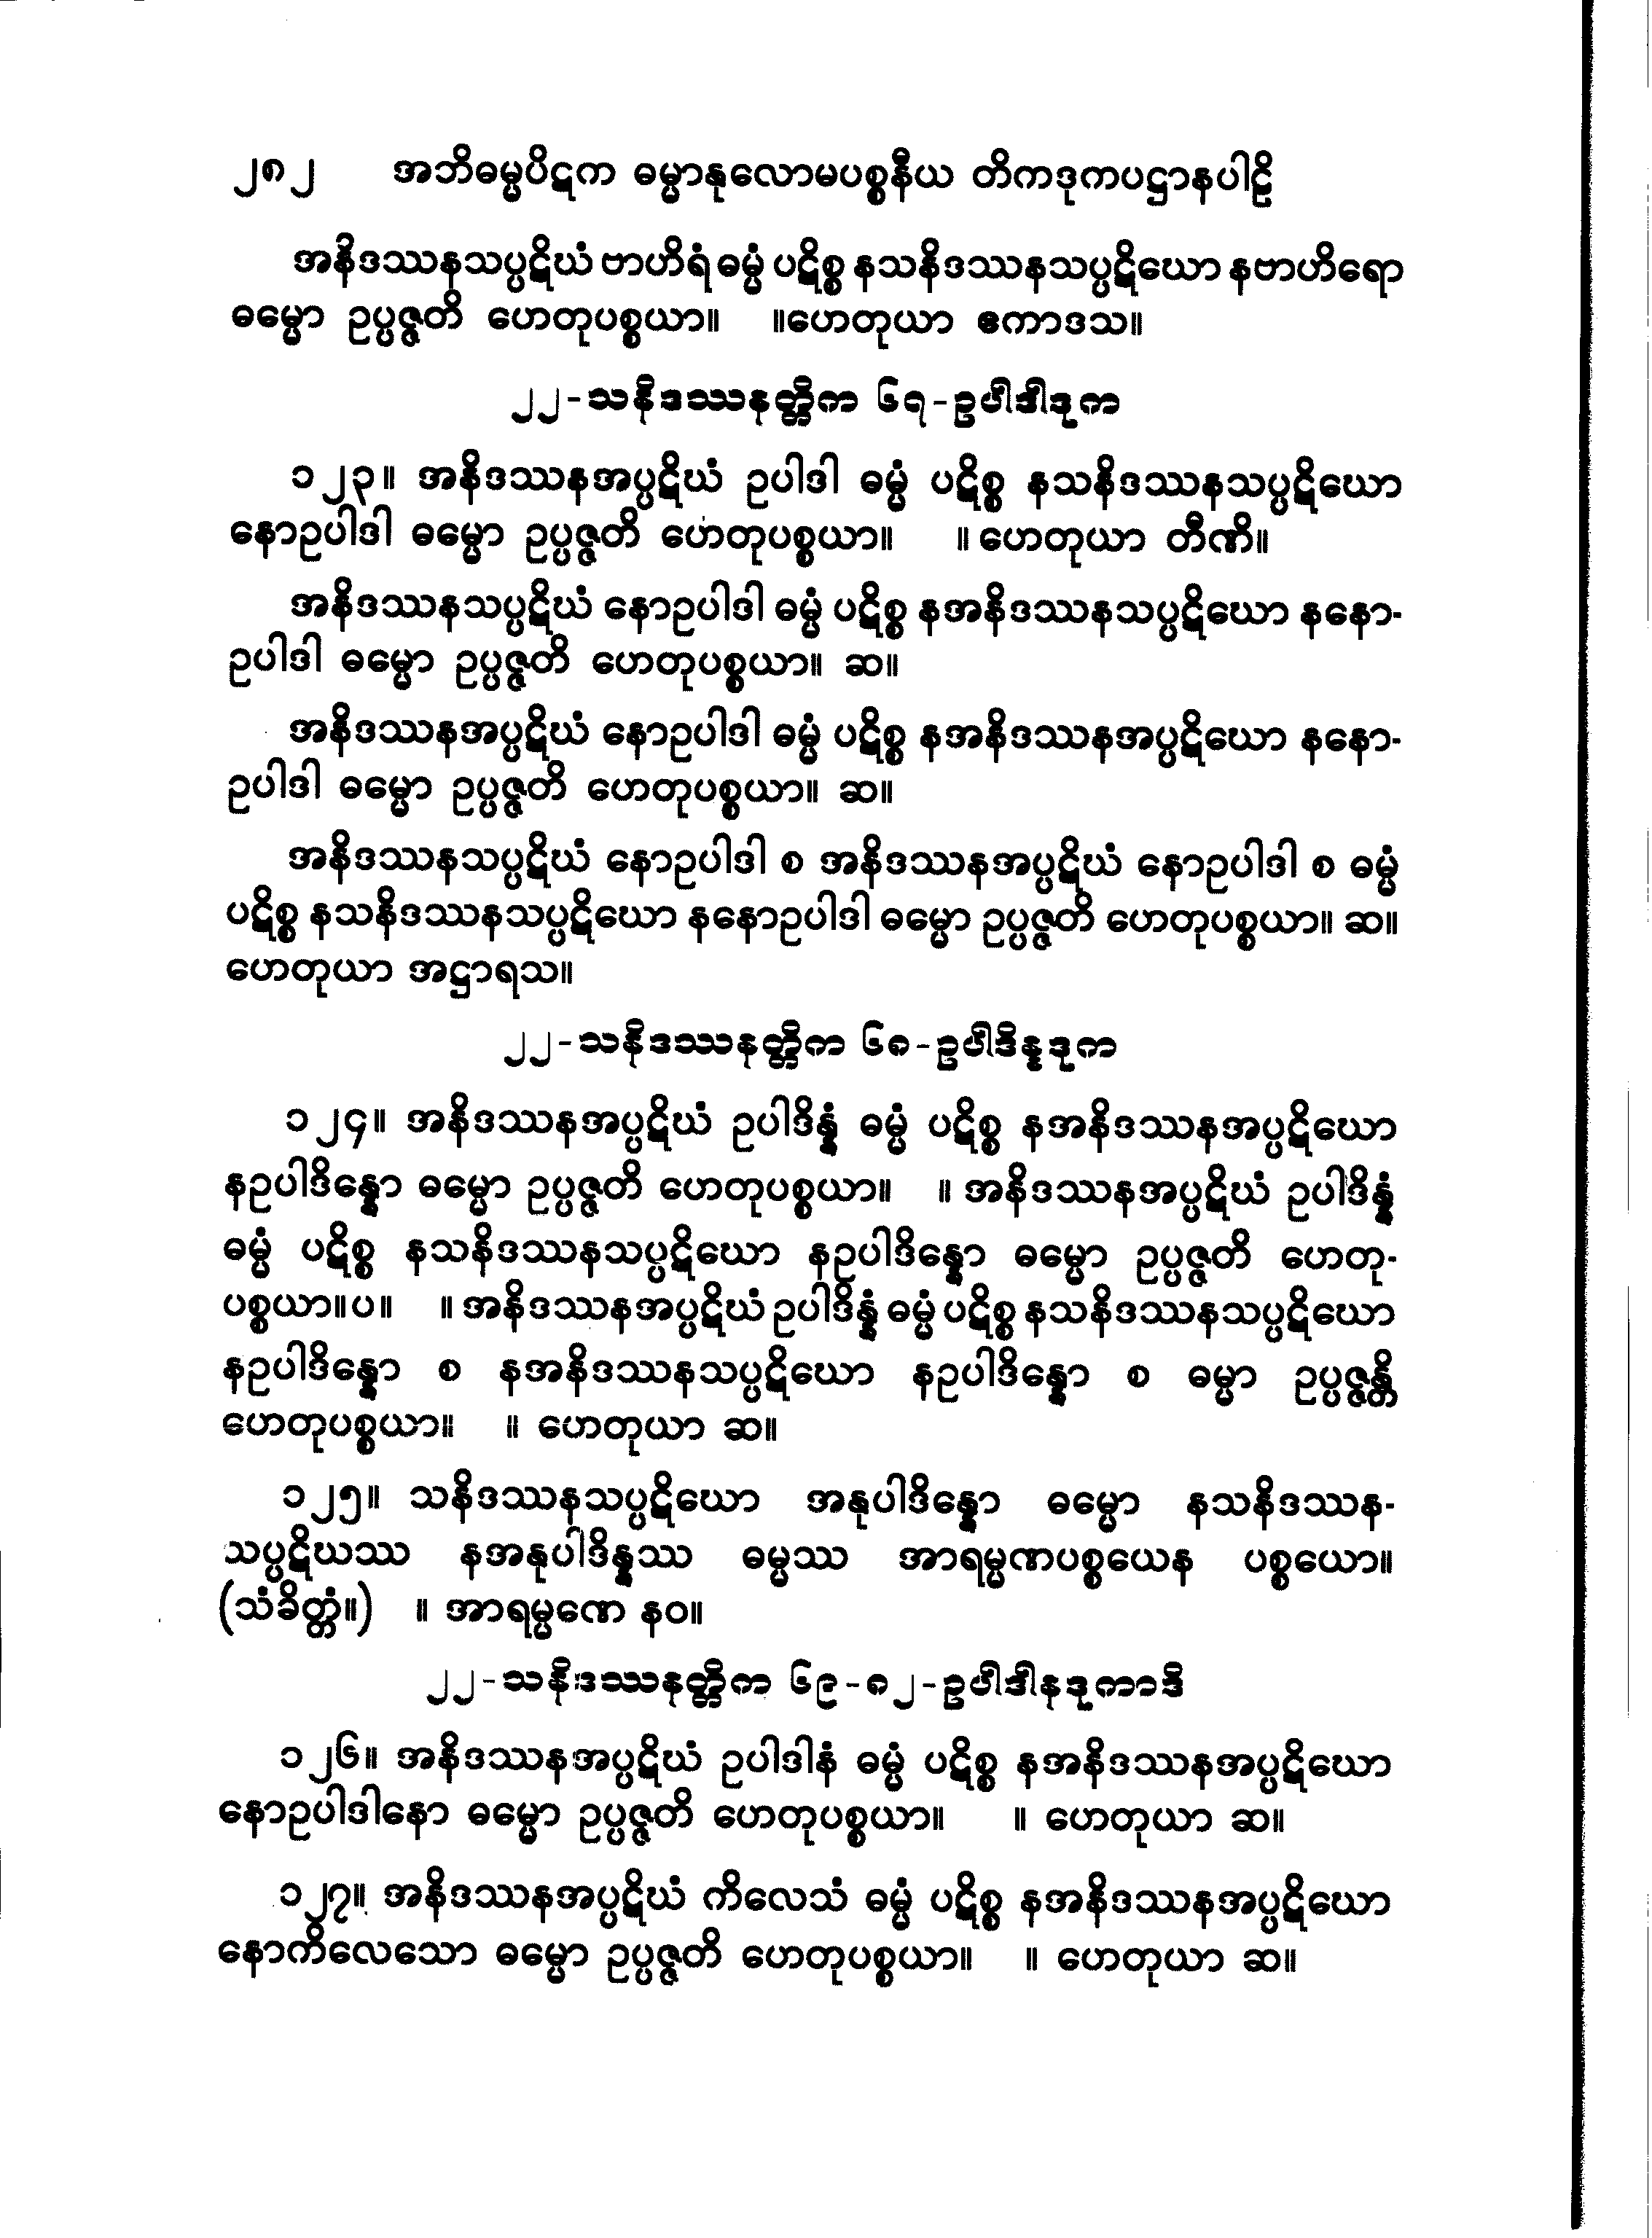 ၂၈၂ အဘိဓမ္မပိဋက ဓမ္မာနုလောမပစ္စနီယ တိကဒုကပဋ္ဌာနပါဠိ
အနိဒဿနသပ္ပဋိဃံ ဗာဟိရံ ဓမ္မံ ပဋိစ္စ နသနိဒဿနသပ္ပဋိဃော နဗာဟိရော
ဓမ္မော ဥပ္ပဇ္ဇတိ ဟေတုပစ္စယာ။ ။ဟေတုယာ ဧကာဒသ။
၂၂-သနိဒဿနတ္တိက ၆၇-ဥပါဒါဒုက
၁၂၃။ အနိဒဿနအပ္ပဋိဃံ ဥပါဒါ ဓမ္မံ ပဋိစ္စ နသနိဒဿနသပ္ပဋိဃော
နောဥပါဒါ ဓမ္မော ဥပ္ပဇ္ဇတိ ဟေတုပစ္စယာ။ ။ ဟေတုယာ တီဏိ။
အနိဒဿနသပ္ပဋိဃံ နောဥပါဒါ ဓမ္မံ ပဋိစ္စ နအနိဒဿနသပ္ပဋိဃော နနော-
ဥပါဒါ ဓမ္မော ဥပ္ပဇ္ဇတိ ဟေတုပစ္စယာ။ ဆ။
အနိဒဿနအပ္ပဋိဃံ နောဥပါဒါ ဓမ္မံ ပဋိစ္စ နအနိဒဿနအပ္ပဋိဃော နနော-
ဥပါဒါ ဓမ္မော ဥပ္ပဇ္ဇတိ ဟေတုပစ္စယာ။ ဆ။
အနိဒဿနသပ္ပဋိဃံ နောဥပါဒါ စ အနိဒဿနအပ္ပဋိဃံ နောဥပါဒါ စ ဓမ္မံ
ပဋိစ္စ နသနိဒဿနသပ္ပဋိဃော နနောဥပါဒါ ဓမ္မော ဥပ္ပဇ္ဇတိ ဟေတုပစ္စယာ။ ဆ။
ဟေတုယာ အဋ္ဌာရသ။
၂၂-သနိဒဿနတ္တိက ၆၈-ဥပါဒိန္နဒုက
၁၂၄။ အနိဒဿနအပ္ပဋိဃံ ဥပါဒိန္နံ ဓမ္မံ ပဋိစ္စ နအနိဒဿနအပ္ပဋိဃော
နဥပါဒိန္နော ဓမ္မော ဥပ္ပဇ္ဇတိ ဟေတုပစ္စယာ။ ။ အနိဒဿနအပ္ပဋိဃံ ဥပါဒိန္နံ
ဓမ္မံ ပဋိစ္စ နသနိဒဿနသပ္ပဋိဃော နဥပါဒိန္နော ဓမ္မော ဥပ္ပဇ္ဇတိ ဟေတု-
ပစ္စယာ။ပ။ ။ အနိဒဿနအပ္ပဋိဃံ ဥပါဒိန္နံ ဓမ္မံ ပဋိစ္စ နသနိဒဿနသပ္ပဋိဃော
နဥပါဒိန္နော စ နအနိဒဿနသပ္ပဋိဃော နဥပါဒိန္နော စ ဓမ္မာ ဥပ္ပဇ္ဇန္တိ
ဟေတုပစ္စယာ။ ။ ဟေတုယာ ဆ။
၁၂၅။ သနိဒဿနသပ္ပဋိဃော အနုပါဒိန္နော ဓမ္မော နသနိဒဿန-
သပ္ပဋိဃဿ နအနုပါဒိန္နဿ ဓမ္မဿ အာရမ္မဏပစ္စယေန ပစ္စယော။
(သံခိတ္တံ။) ။ အာရမ္မဏေ နဝ။
၂၂-သနိဒဿနတ္တိက ၆၉-၈၂-ဥပါဒါနဒုကာဒိ
၁၂၆။ အနိဒဿနအပ္ပဋိဃံ ဥပါဒါနံ ဓမ္မံ ပဋိစ္စ နအနိဒဿနအပ္ပဋိဃော
နောဥပါဒါနော ဓမ္မော ဥပ္ပဇ္ဇတိ ဟေတုပစ္စယာ။ ။ ဟေတုယာ ဆ။
၁၂၇။ အနိဒဿနအပ္ပဋိဃံ ကိလေသံ ဓမ္မံ ပဋိစ္စ နအနိဒဿနအပ္ပဋိဃော
နောကိလေသော ဓမ္မော ဥပ္ပဇ္ဇတိ ဟေတုပစ္စယာ။ ။ ဟေတုယာ ဆ။